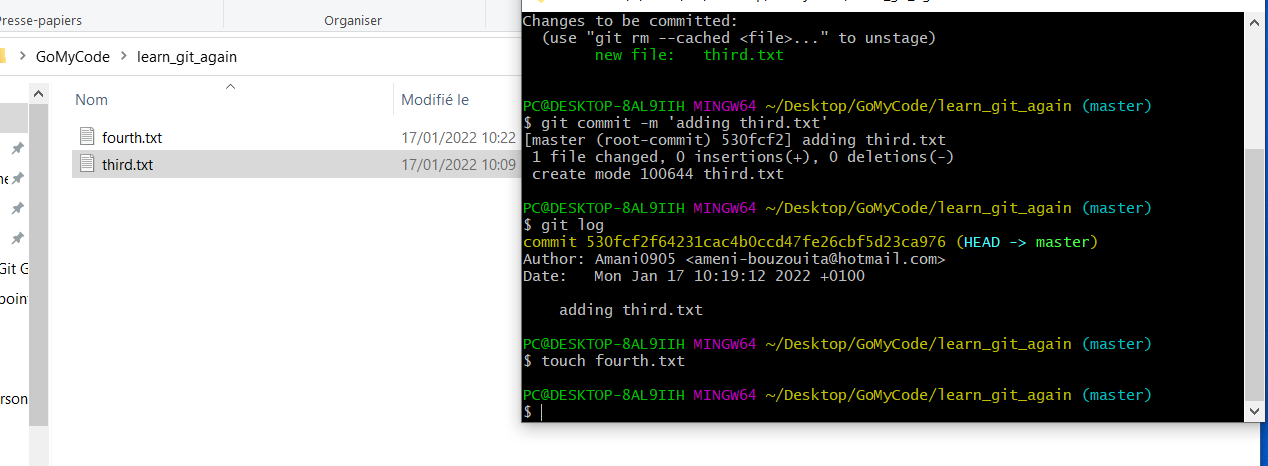 Presse-papiers
Organiser
GoMyCode > learn_git_again
Nom
Modifié le
fourth.txt 17/01/2022 10:22
third.txt 17/01/2022 10:09
Git G
point
erson
Changes to be committed:
(use "git rm --cached <file>..." to unstage)
new file: third.txt
PC@DESKTOP-8AL9IIH MINGW64 ~/Desktop/GoMyCode/learn_git_again (master)
$ git commit -m 'adding third.txt'
[master (root-commit) 530fcf2] adding third.txt
1 file changed, 0 insertions(+), 0 deletions(-)
create mode 100644 third.txt
PC@DESKTOP-8AL9IIH MINGW64 ~/Desktop/GoMyCode/learn_git_again (master)
$ git log
commit 530fcf2f64231cac4b0ccd47fe26cbf5d23ca976 (HEAD -> master)
Author: Amani0905 <ameni-bouzouita@hotmail.com>
Date: Mon Jan 17 10:19:12 2022 +0100
adding third.txt
PC@DESKTOP-8AL9IIH MINGW64 ~/Desktop/GoMyCode/learn_git_again (master)
$ touch fourth.txt
PC@DESKTOP-8AL9IIH MINGW64 ~/Desktop/GoMyCode/learn_git_again (master)
$